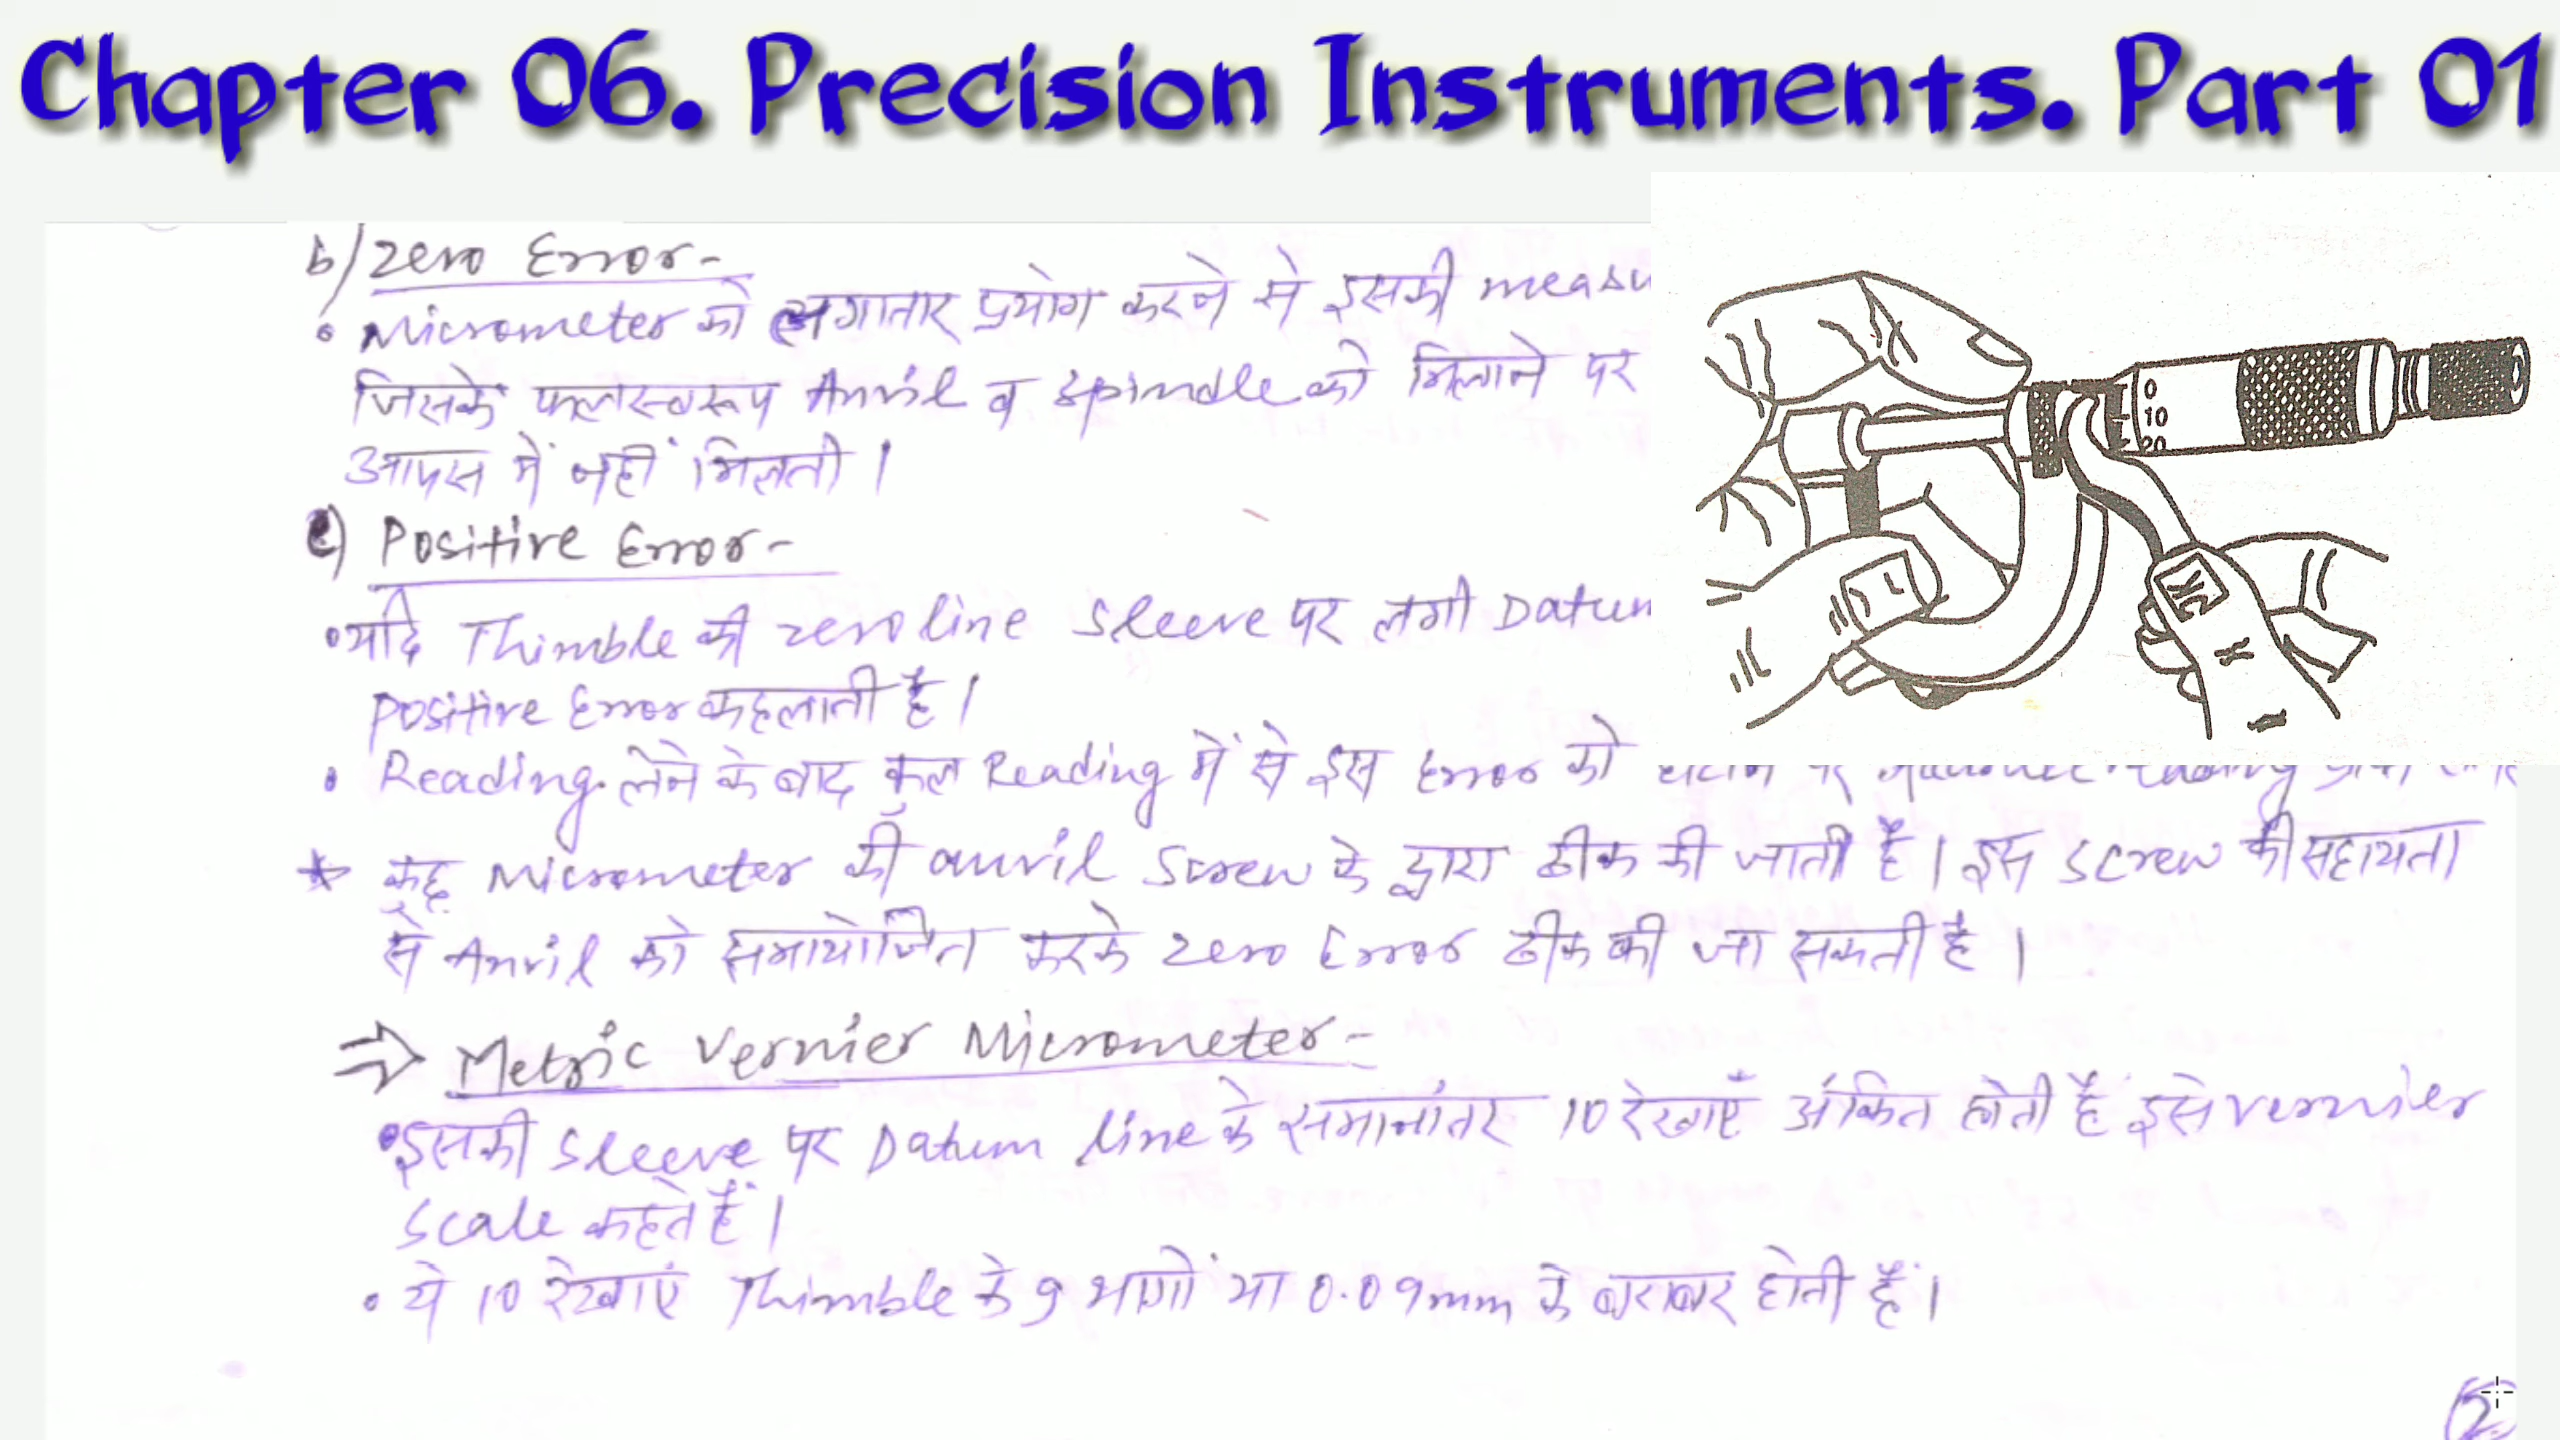 Chapter 06. Precision Instruments. Part 01
b/ Zero Error-
• Micrometer को लगातार प्रयोग करने से इसकी measu
जिसके फलस्वरूप Anvil व Spindle को मिलाने पर
आपस में नहीं मिलती।
c) Positive Error-
• यदि Thimble की zero line Sleeve पर लगी Datum
Positive Error कहलाती है।
• Reading लेने के बाद कुल Reading में से इस Error को घटाने पर
* कुछ Micrometer की anvil Screw के द्वारा ठीक की जाती है। इस screw की सहायता
से Anvil को समायोजित करके zero Error ठीक की जा सकती है।
⇒ Metric Vernier Micrometer-
• इसकी Sleeve पर Datum line के समानांतर 10 रेखाएँ अंकित होती हैं इसे vernier
Scale कहते हैं।
• ये 10 रेखाएं Thimble के 9 भागों या 0.09mm के बराबर होती हैं।
0
10
20
(2)